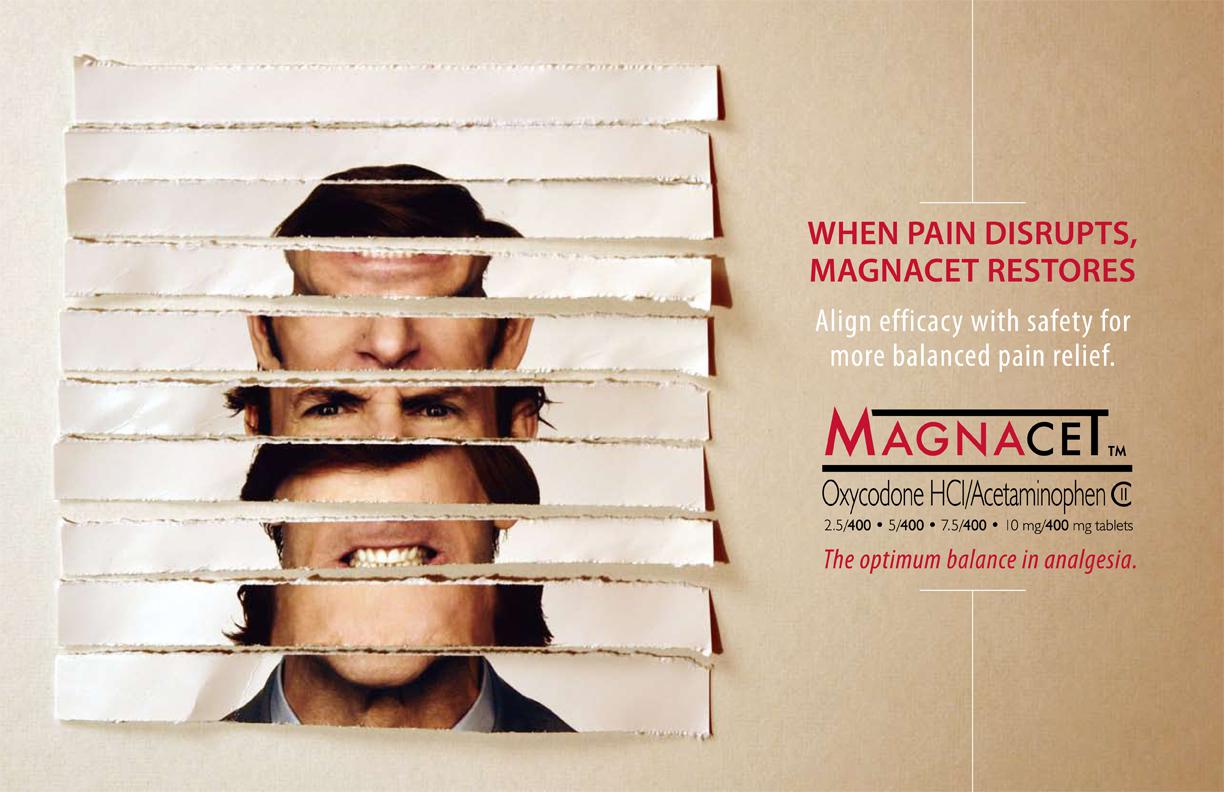 WHEN PAIN DISRUPTS,
MAGNACET RESTORES
Align efficacy with safety for
more balanced pain relief.
MAGNACET™
Oxycodone HCl/Acetaminophen CII
2.5/400 • 5/400 • 7.5/400 • 10 mg/400 mg tablets
The optimum balance in analgesia.